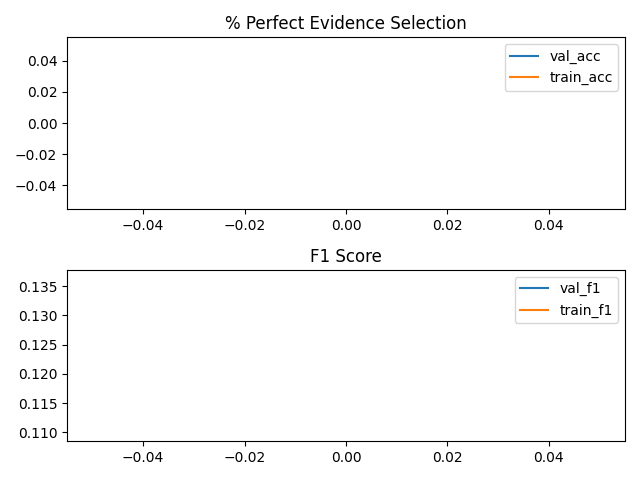 % Perfect Evidence Selection
val_acc
train_acc
0.04
0.02
0.00
−0.02
−0.04
−0.04 −0.02 0.00 0.02 0.04
F1 Score
val_f1
train_f1
0.135
0.130
0.125
0.120
0.115
0.110
−0.04 −0.02 0.00 0.02 0.04